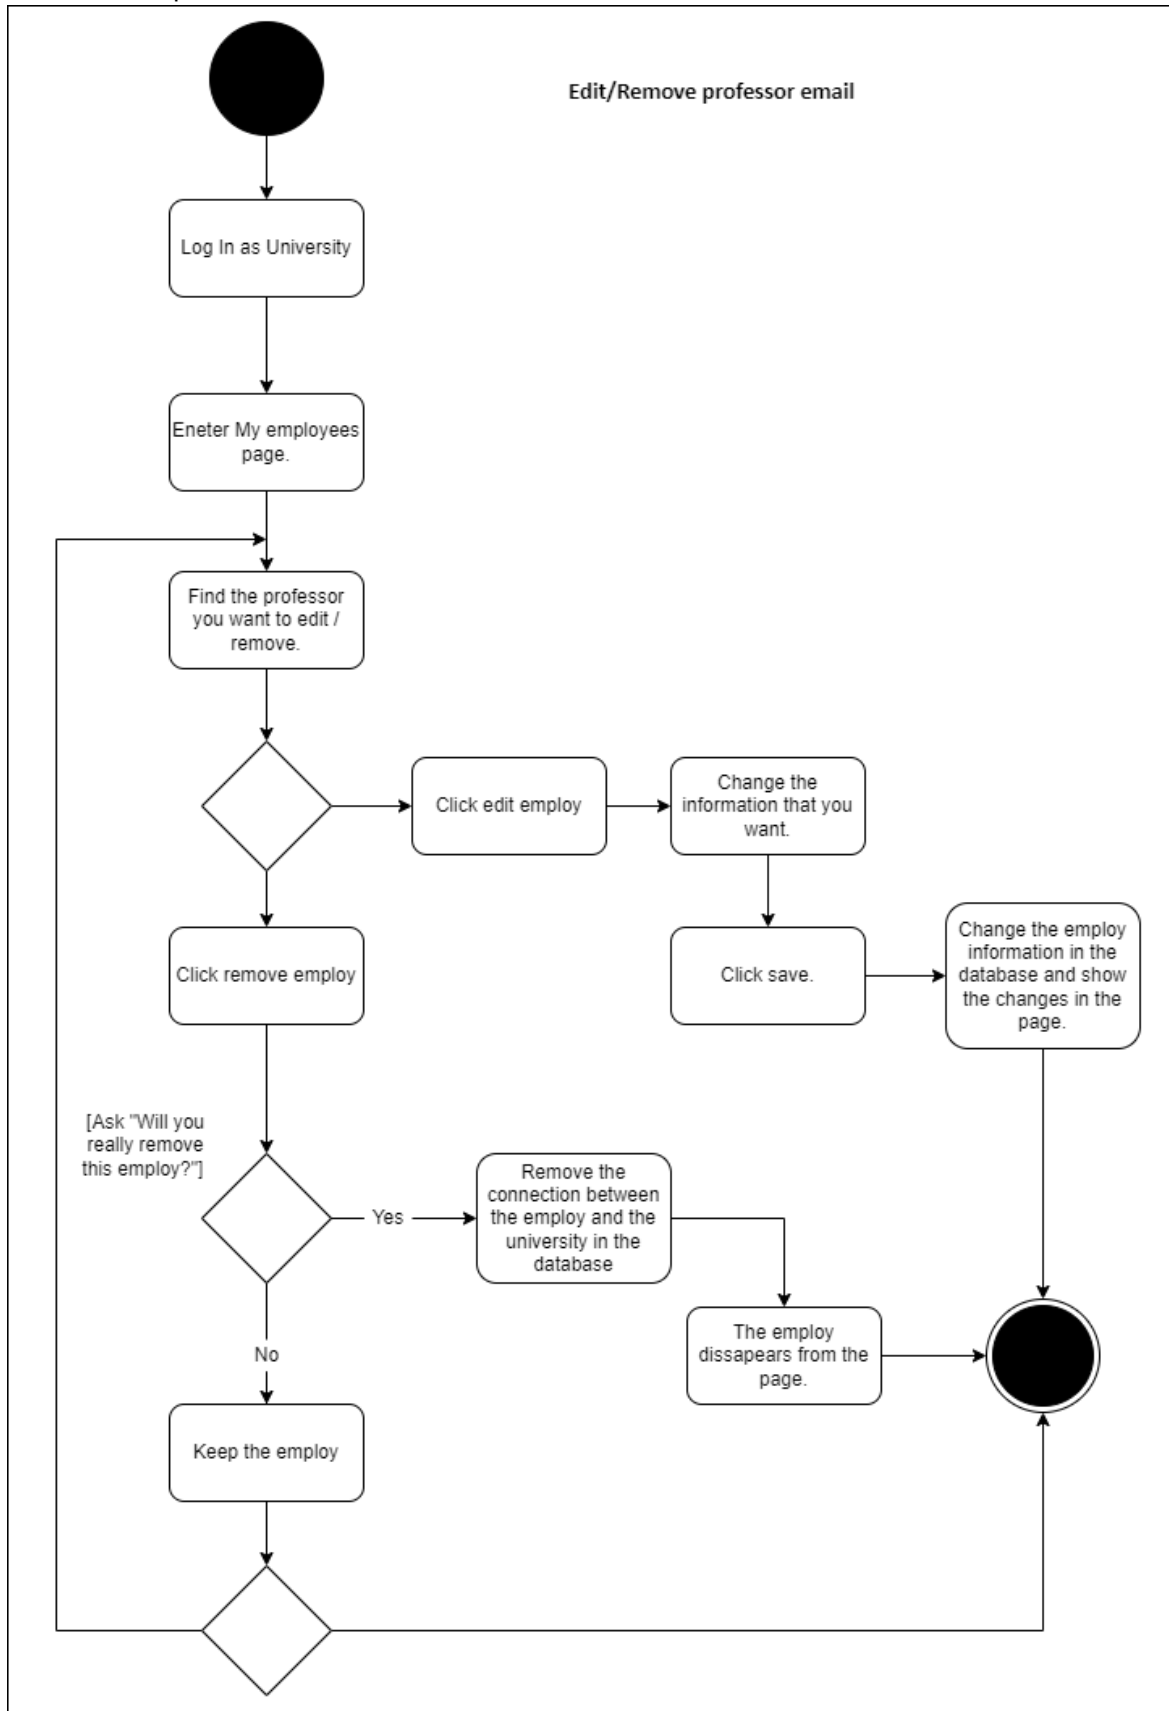 Edit/Remove professor email
Log In as University
Eneter My employees
page.
Find the professor
you want to edit /
remove.
Click edit employ
Change the
information that you
want.
Click remove employ
Click save.
Change the employ
information in the
database and show
the changes in the
page.
[Ask "Will you
really remove
this employ?"]
Yes
Remove the
connection between
the employ and the
university in the
database
No
The employ
dissapears from the
page.
Keep the employ